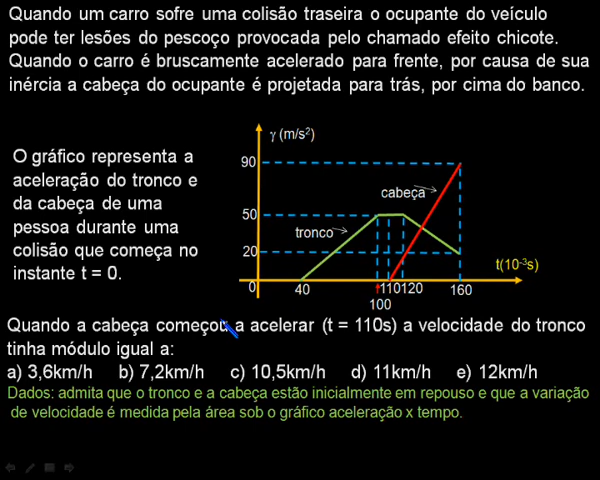 Quando um carro sofre uma colisão traseira o ocupante do veículo
pode ter lesões do pescoço provocada pelo chamado efeito chicote.
Quando o carro é bruscamente acelerado para frente, por causa de sua
inércia a cabeça do ocupante é projetada para trás, por cima do banco.
O gráfico representa a
aceleração do tronco e
da cabeça de uma
pessoa durante uma
colisão que começa no
instante t = 0.
γ (m/s²)
90
cabeça
50
tronco
20
t(10⁻³s)
0
40
110
120
160
100
Quando a cabeça começou a acelerar (t = 110s) a velocidade do tronco
tinha módulo igual a:
a) 3,6km/h b) 7,2km/h c) 10,5km/h d) 11km/h e) 12km/h
Dados: admita que o tronco e a cabeça estão inicialmente em repouso e que a variação
de velocidade é medida pela área sob o gráfico aceleração x tempo.